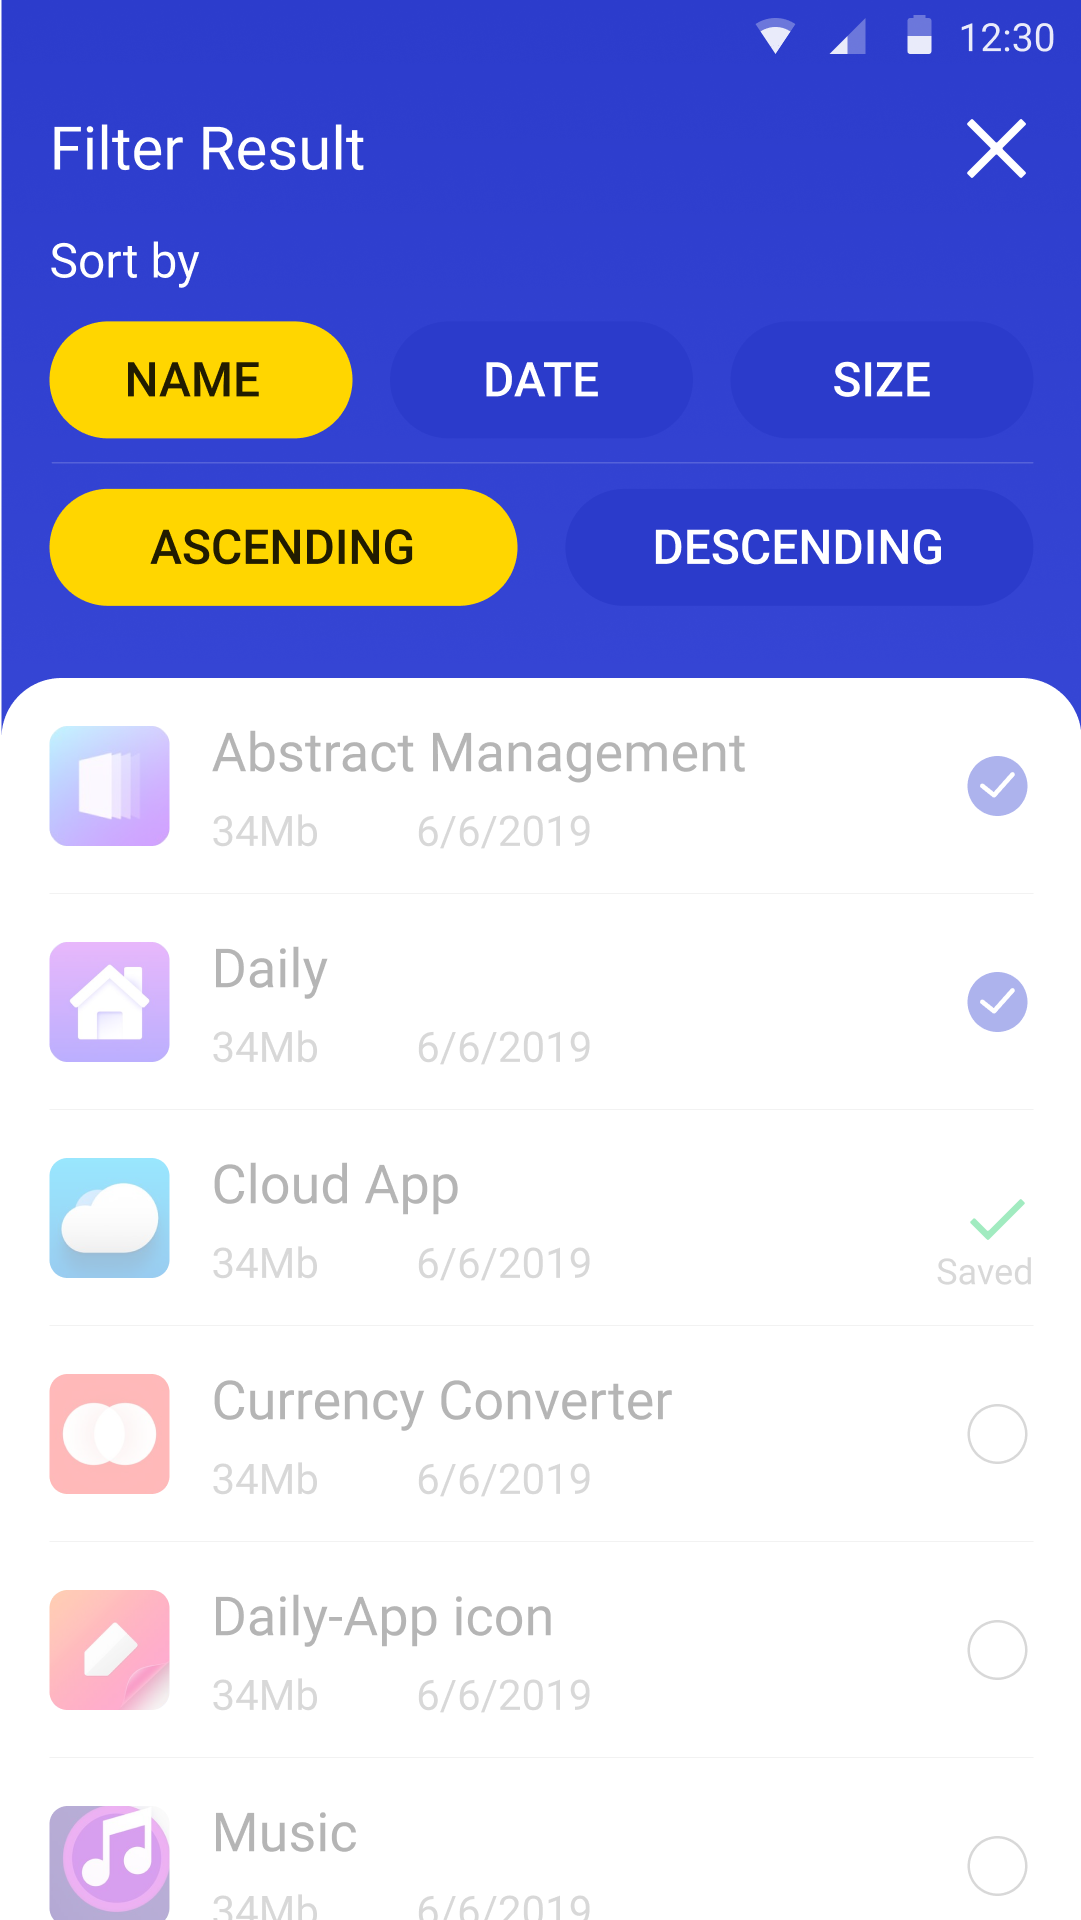 12:30
Filter Result
Sort by
NAME DATE SIZE
ASCENDING DESCENDING
Abstract Management
34Mb 6/6/2019
Daily
34Mb 6/6/2019
Cloud App
34Mb 6/6/2019
Saved
Currency Converter
34Mb 6/6/2019
Daily-App icon
34Mb 6/6/2019
Music
34Mb 6/6/2019